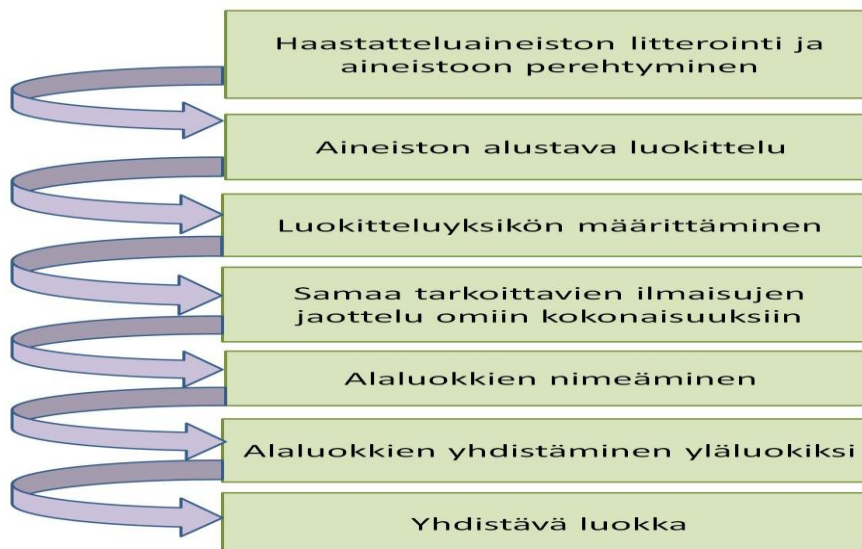 Haastatteluaineiston litterointi ja
aineistoon perehtyminen
Aineiston alustava luokittelu
Luokitteluyksikön määrittäminen
Samaa tarkoittavien ilmaisujen
jaottelu omiin kokonaisuuksiin
Alaluokkien nimeäminen
Alaluokkien yhdistäminen yläluokiksi
Yhdistävä luokka